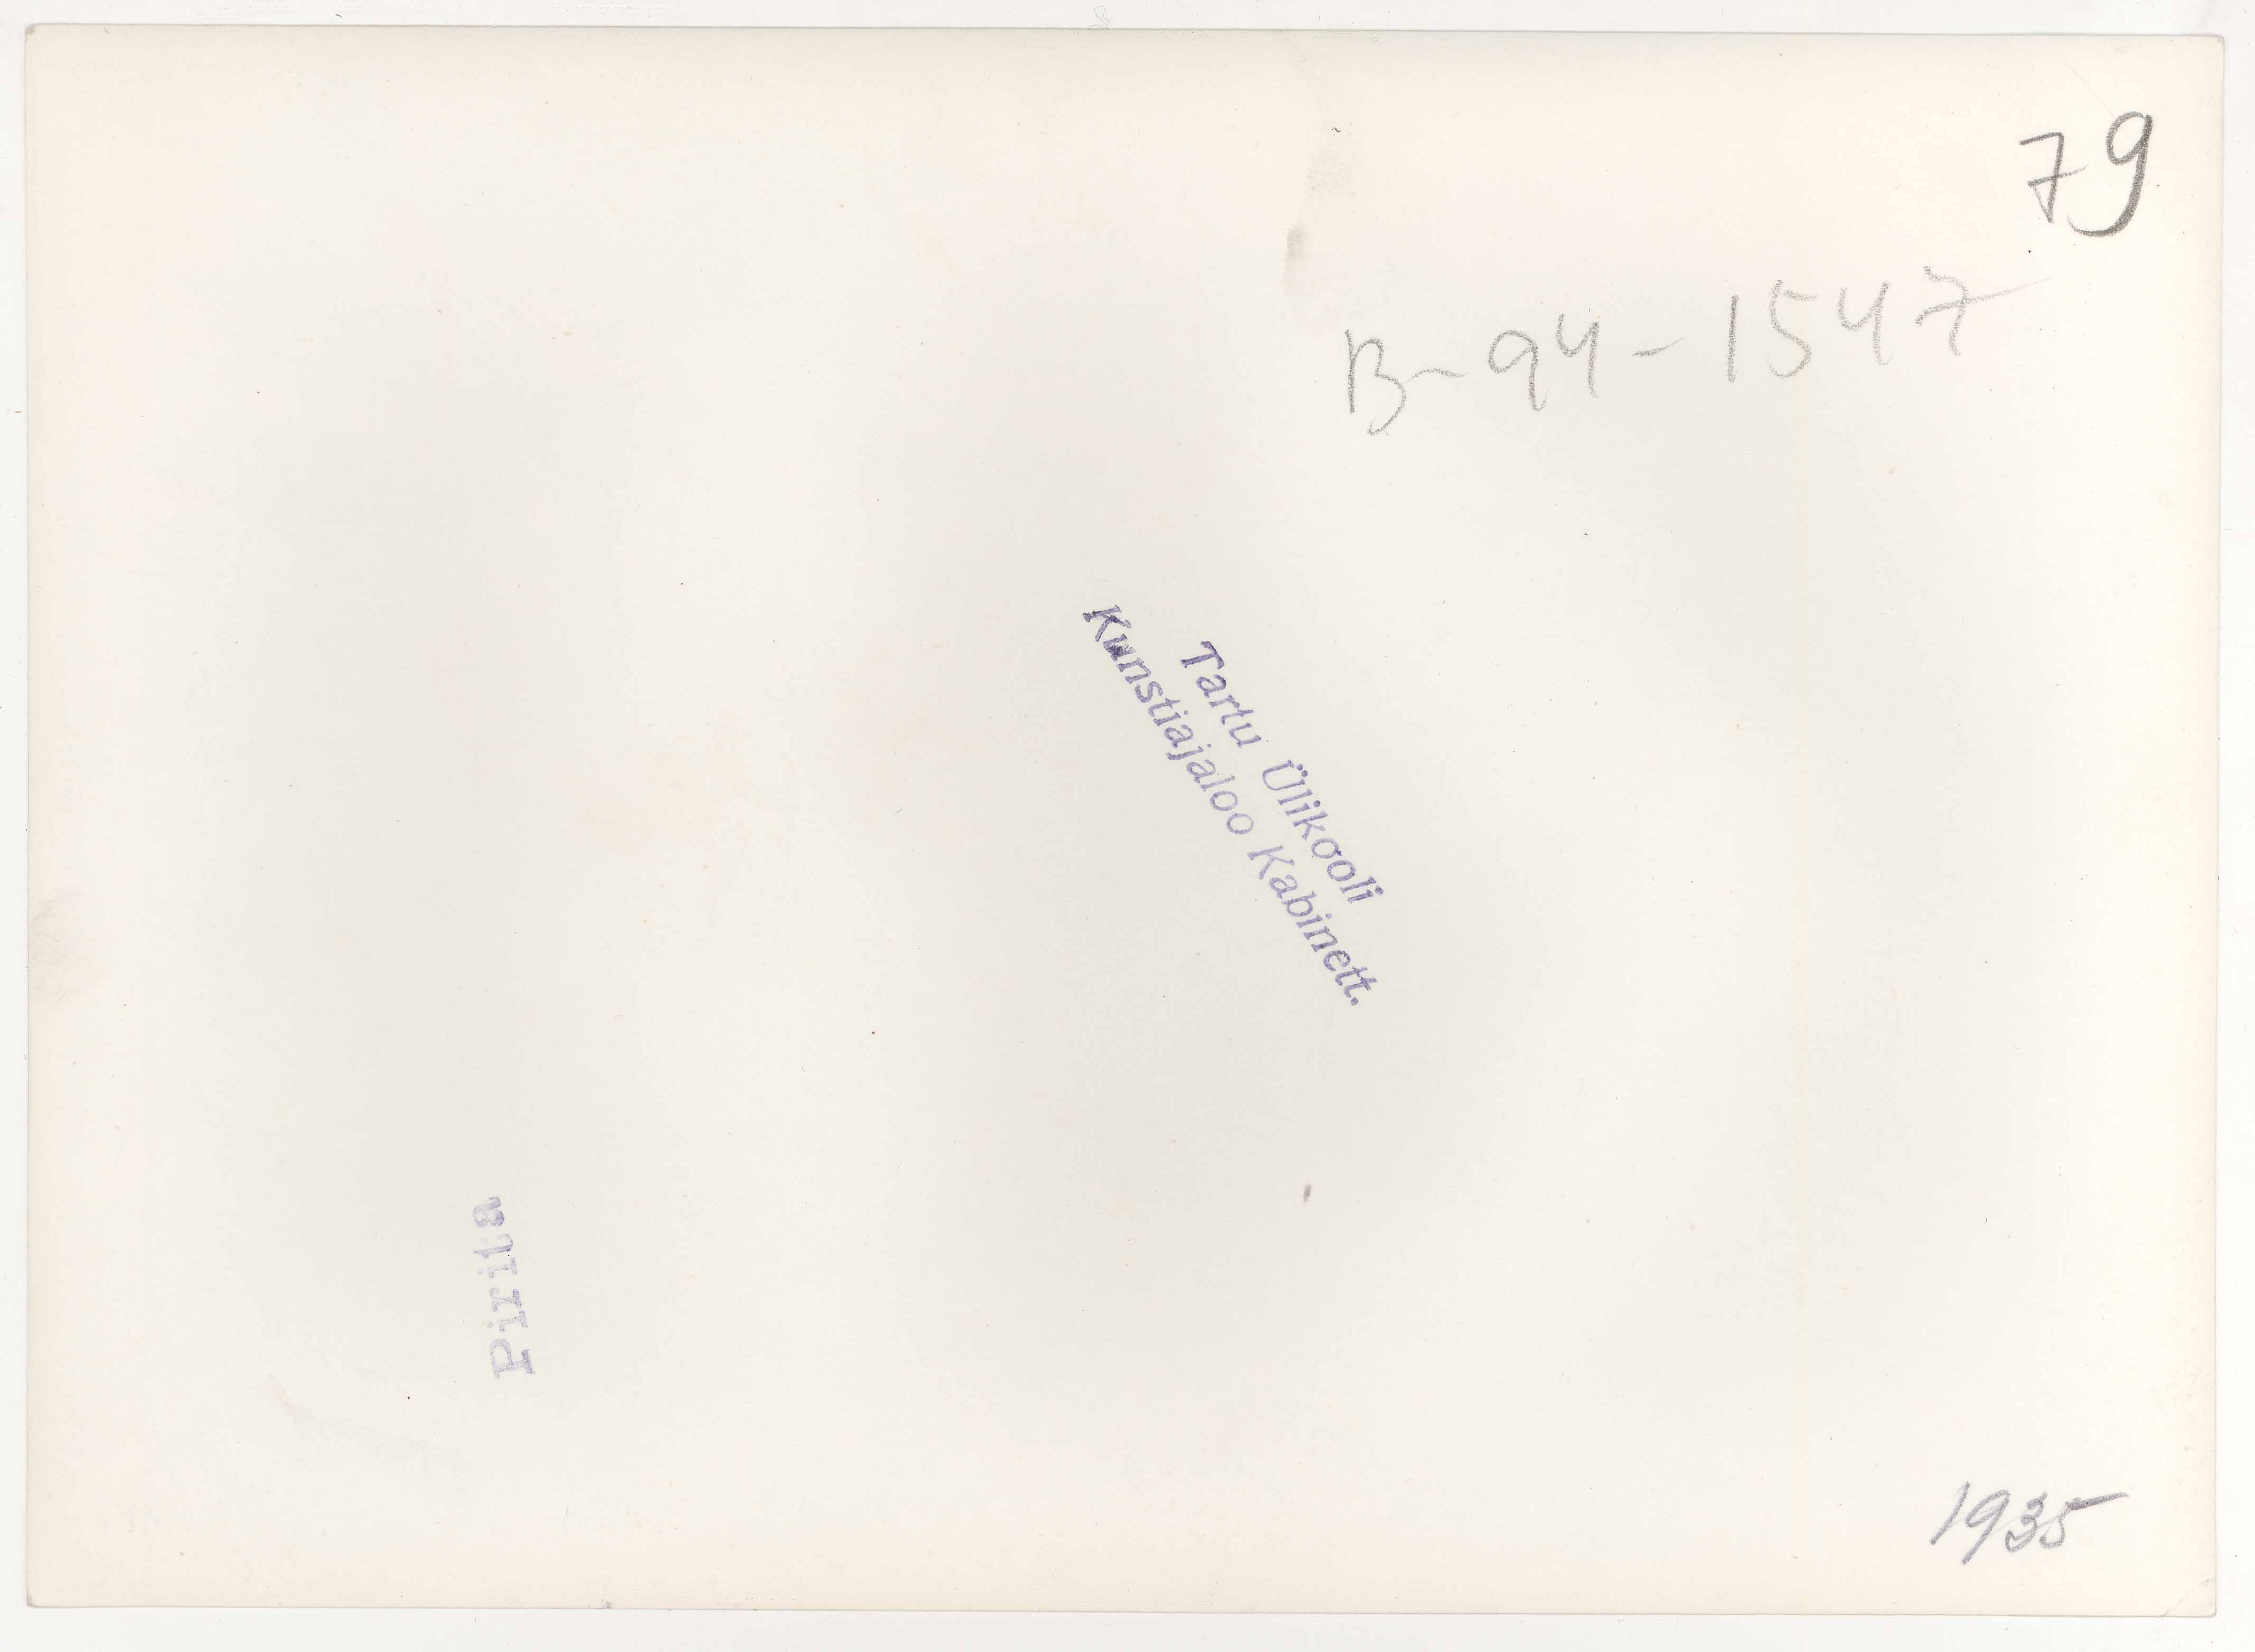 79
B-94-1547
Tartu Ülikooli
Kunstiajaloo Kabinett.
Pirita
1935